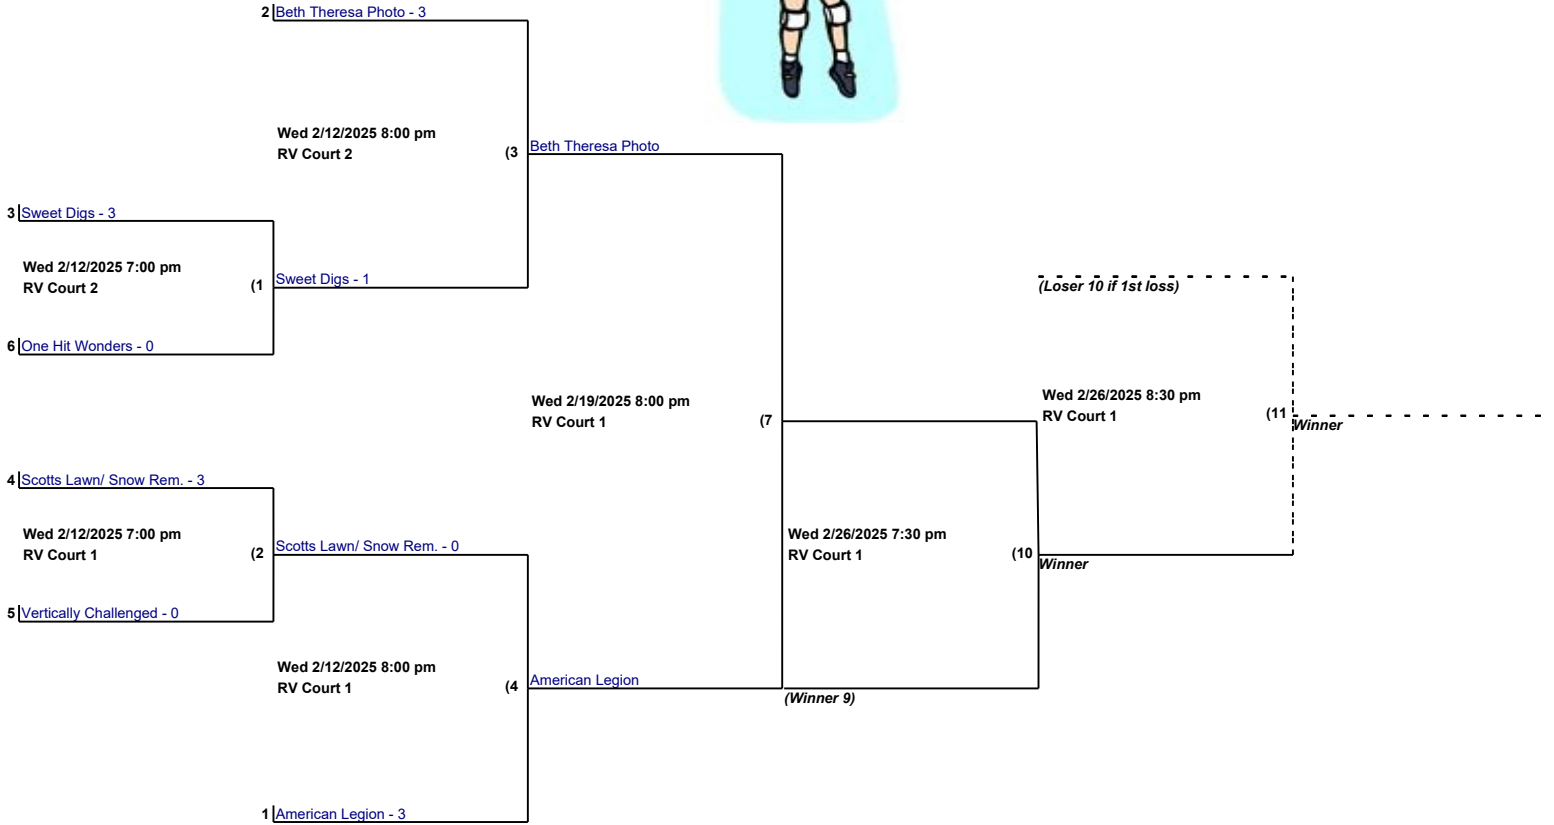 2 Beth Theresa Photo - 3
Wed 2/12/2025 8:00 pm
RV Court 2
(3
Beth Theresa Photo
3 Sweet Digs - 3
Wed 2/12/2025 7:00 pm
RV Court 2
(1
Sweet Digs - 1
(Loser 10 if 1st loss)
6 One Hit Wonders - 0
Wed 2/19/2025 8:00 pm
RV Court 1
(7
Wed 2/26/2025 8:30 pm
RV Court 1
(11
Winner
4 Scotts Lawn/ Snow Rem. - 3
Wed 2/12/2025 7:00 pm
RV Court 1
(2
Scotts Lawn/ Snow Rem. - 0
Wed 2/26/2025 7:30 pm
RV Court 1
(10
Winner
5 Vertically Challenged - 0
Wed 2/12/2025 8:00 pm
RV Court 1
(4
American Legion
(Winner 9)
1 American Legion - 3